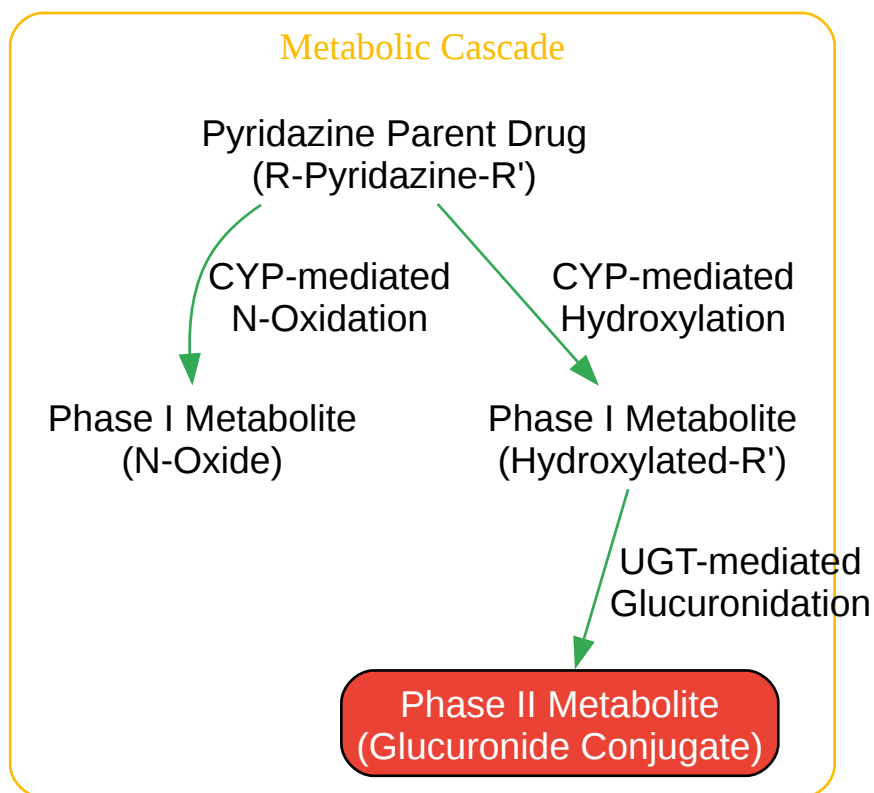 Metabolic Cascade
Pyridazine Parent Drug
(R-Pyridazine-R')
CYP-mediated
N-Oxidation
CYP-mediated
Hydroxylation
Phase I Metabolite
(N-Oxide)
Phase I Metabolite
(Hydroxylated-R')
UGT-mediated
Glucuronidation
Phase II Metabolite
(Glucuronide Conjugate)